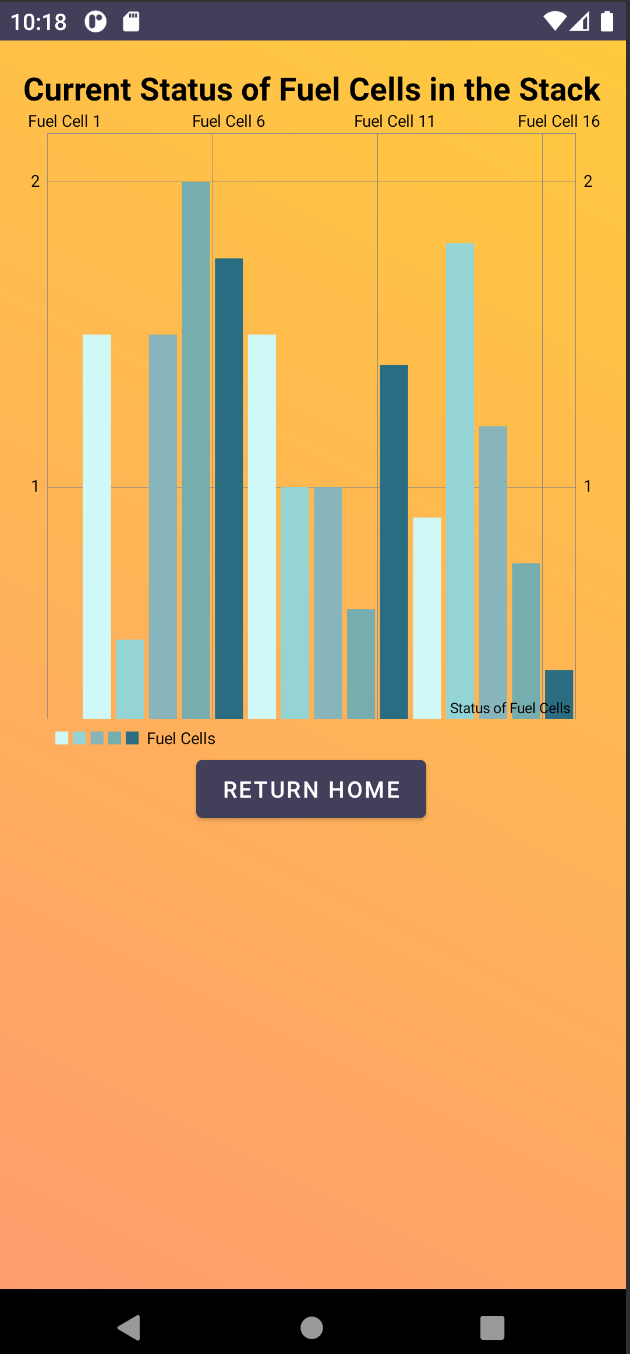 10:18
Current Status of Fuel Cells in the Stack
Fuel Cell 1 Fuel Cell 6 Fuel Cell 11 Fuel Cell 16
2 2
1 1
Status of Fuel Cells
Fuel Cells
RETURN HOME